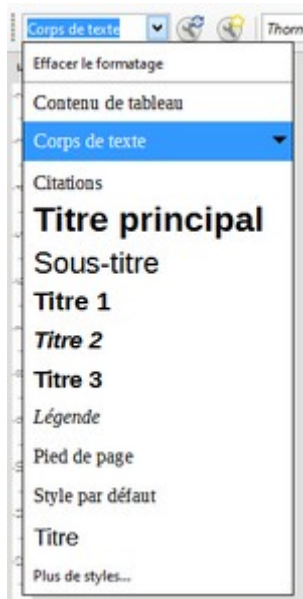 Corps de texte Thorn
Effacer le formatage
Contenu de tableau
Corps de texte
Citations
Titre principal
Sous-titre
Titre 1
Titre 2
Titre 3
Légende
Pied de page
Style par défaut
Titre
Plus de styles...